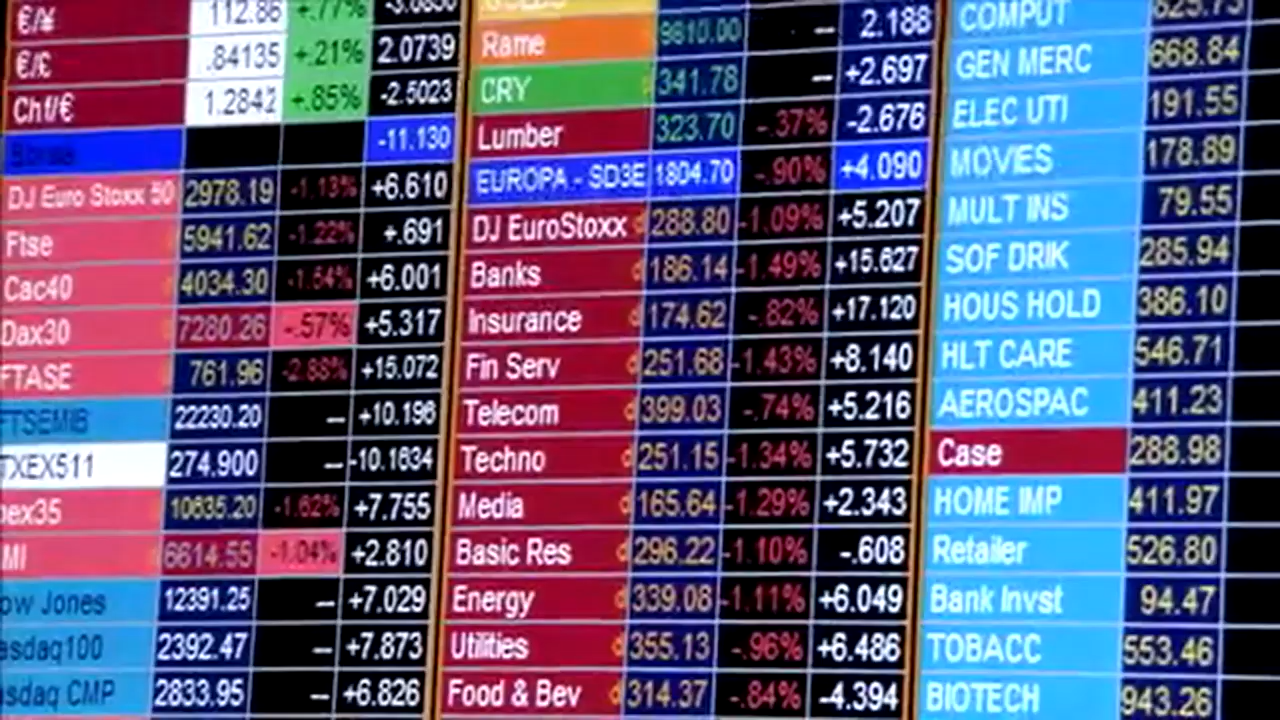 €/¥ 112.86 +.77%
€/£ .84135 +.21% 2.0739
Chf/€ 1.2842 +.85% -2.5023
Borsa -11.130
DJ Euro Stoxx 50 2978.19 -1.13% +6.610
Ftse 5941.62 -1.22% +.691
Cac40 4034.30 -1.54% +6.001
Dax30 7280.26 -.57% +5.317
FTASE 761.96 -2.88% +15.072
FTSEMIB 22230.20 – +10.196
TXEX511 274.900 – -10.1634
bex35 10635.20 -1.62% +7.755
MI 6614.55 -1.04% +2.810
ow Jones 12391.25 – +7.029
asdaq100 2392.47 – +7.873
asdaq CMP 2833.95 – +6.826
GOLDS
Rame 9810.00 – 2.188
CRY 341.78 – +2.697
Lumber 323.70 -.37% -2.676
EUROPA - SD3E 1804.70 -.90% +4.090
DJ EuroStoxx 288.80 -1.09% +5.207
Banks d 186.14 -1.49% +15.627
Insurance d 174.62 -.82% +17.120
Fin Serv d 251.68 -1.43% +8.140
Telecom d 399.03 -.74% +5.216
Techno d 251.15 -1.34% +5.732
Media d 165.64 -1.29% +2.343
Basic Res d 296.22 -1.10% -.608
Energy d 339.08 -1.11% +6.049
Utilities d 355.13 -.96% +6.486
Food & Bev d 314.37 -.84% -4.394
COMPUT 825.73
GEN MERC 668.84
ELEC UTI 191.55
MOVIES 178.89
MULT INS 79.55
SOF DRIK 285.94
HOUS HOLD 386.10
HLT CARE 546.71
AEROSPAC 411.23
Case 288.98
HOME IMP 411.97
Retailer 526.80
Bank Invst 94.47
TOBACC 553.46
BIOTECH 943.26